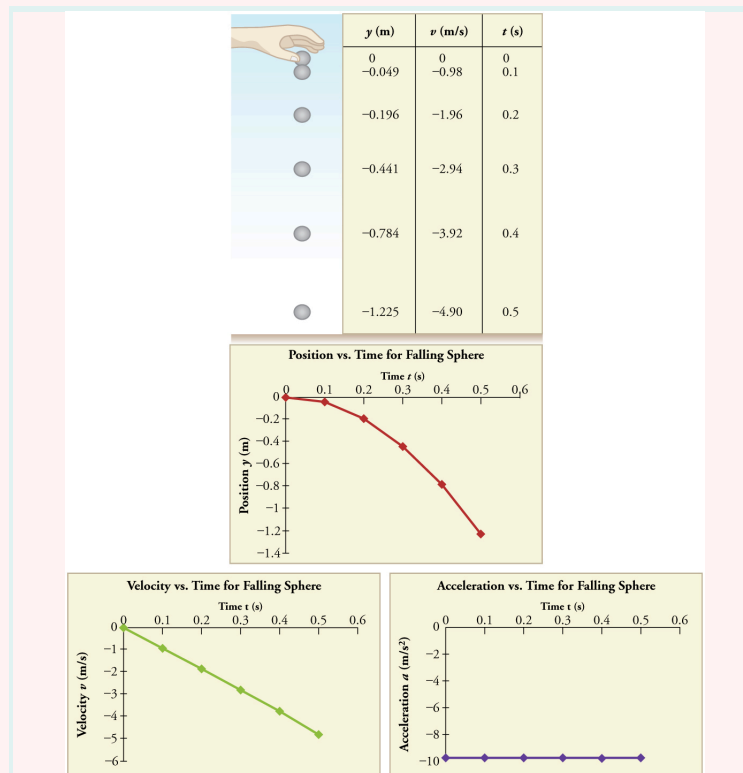 y (m) v (m/s) t (s)
0 0 0
−0.049 −0.98 0.1
−0.196 −1.96 0.2
−0.441 −2.94 0.3
−0.784 −3.92 0.4
−1.225 −4.90 0.5
Position vs. Time for Falling Sphere
Time t (s)
0 0.1 0.2 0.3 0.4 0.5 0.6
0
−0.2
−0.4
−0.6
−0.8
−1
−1.2
−1.4
Position y (m)
Velocity vs. Time for Falling Sphere
Time t (s)
0 0.1 0.2 0.3 0.4 0.5 0.6
0
−1
−2
−3
−4
−5
−6
Velocity v (m/s)
Acceleration vs. Time for Falling Sphere
Time t (s)
0 0.1 0.2 0.3 0.4 0.5 0.6
0
−2
−4
−6
−8
−10
Acceleration a (m/s²)